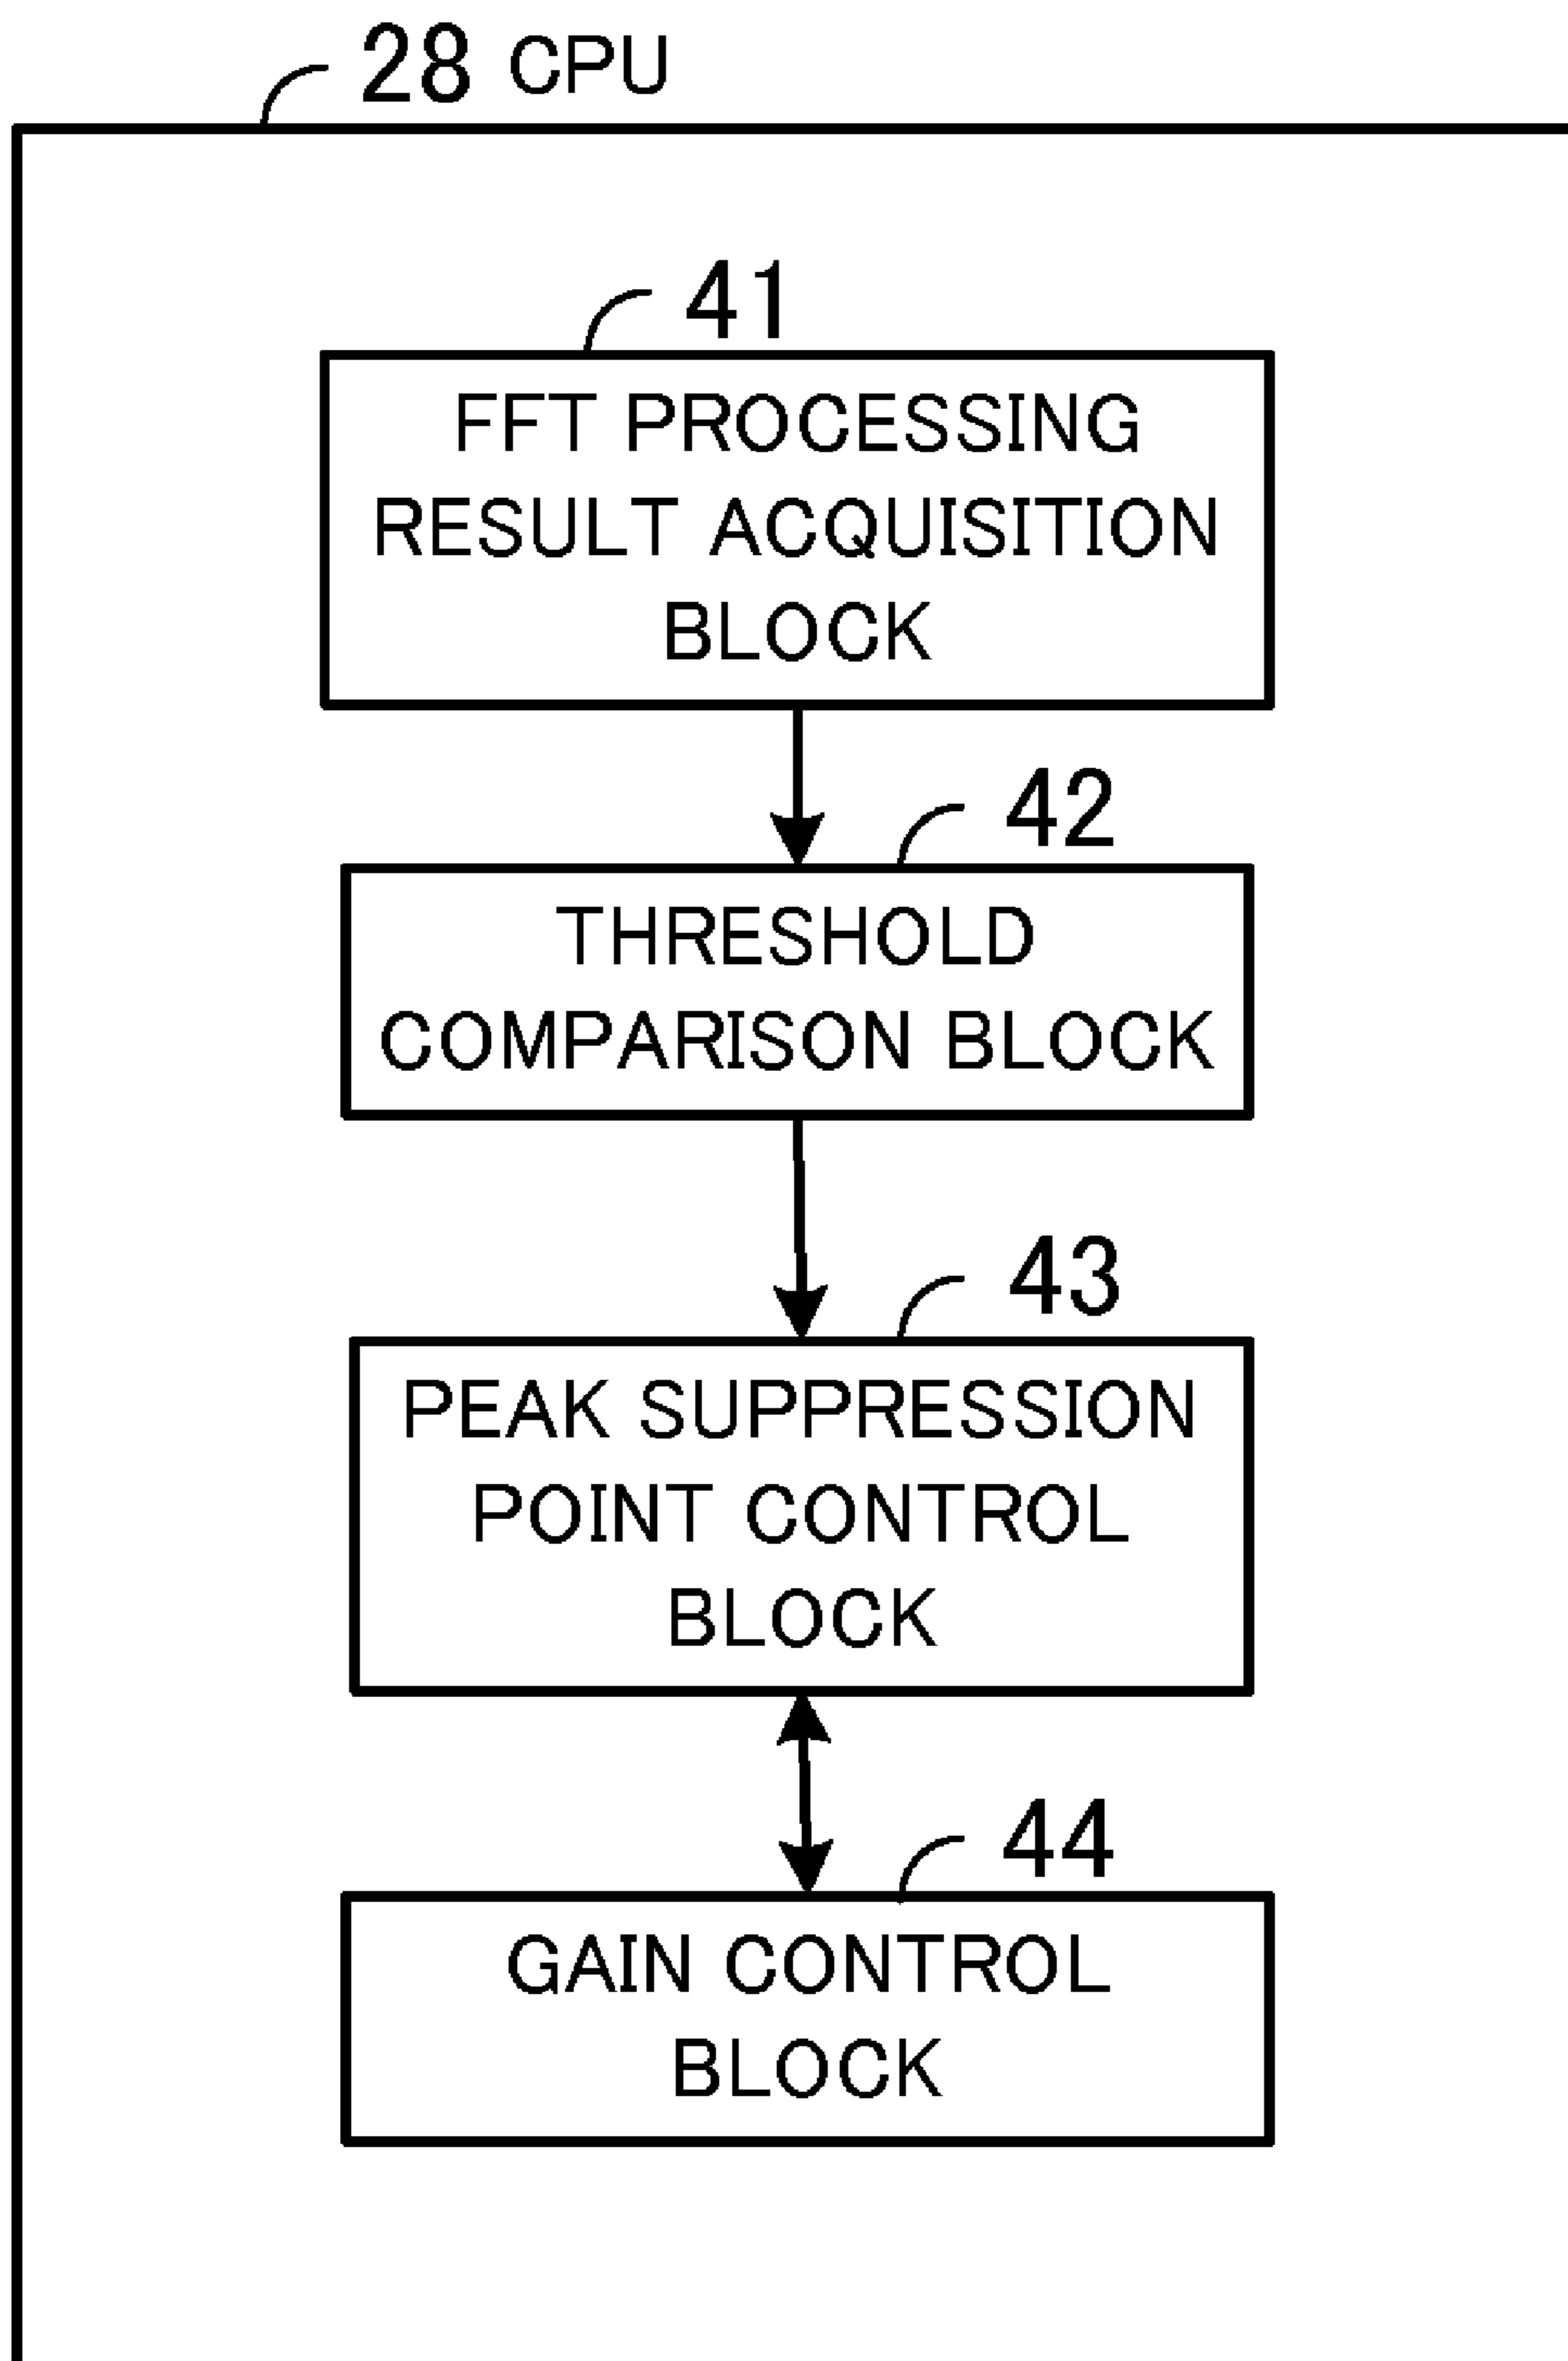 28 CPU
41
FFT PROCESSING
RESULT ACQUISITION
BLOCK
42
THRESHOLD
COMPARISON BLOCK
43
PEAK SUPPRESSION
POINT CONTROL
BLOCK
44
GAIN CONTROL
BLOCK